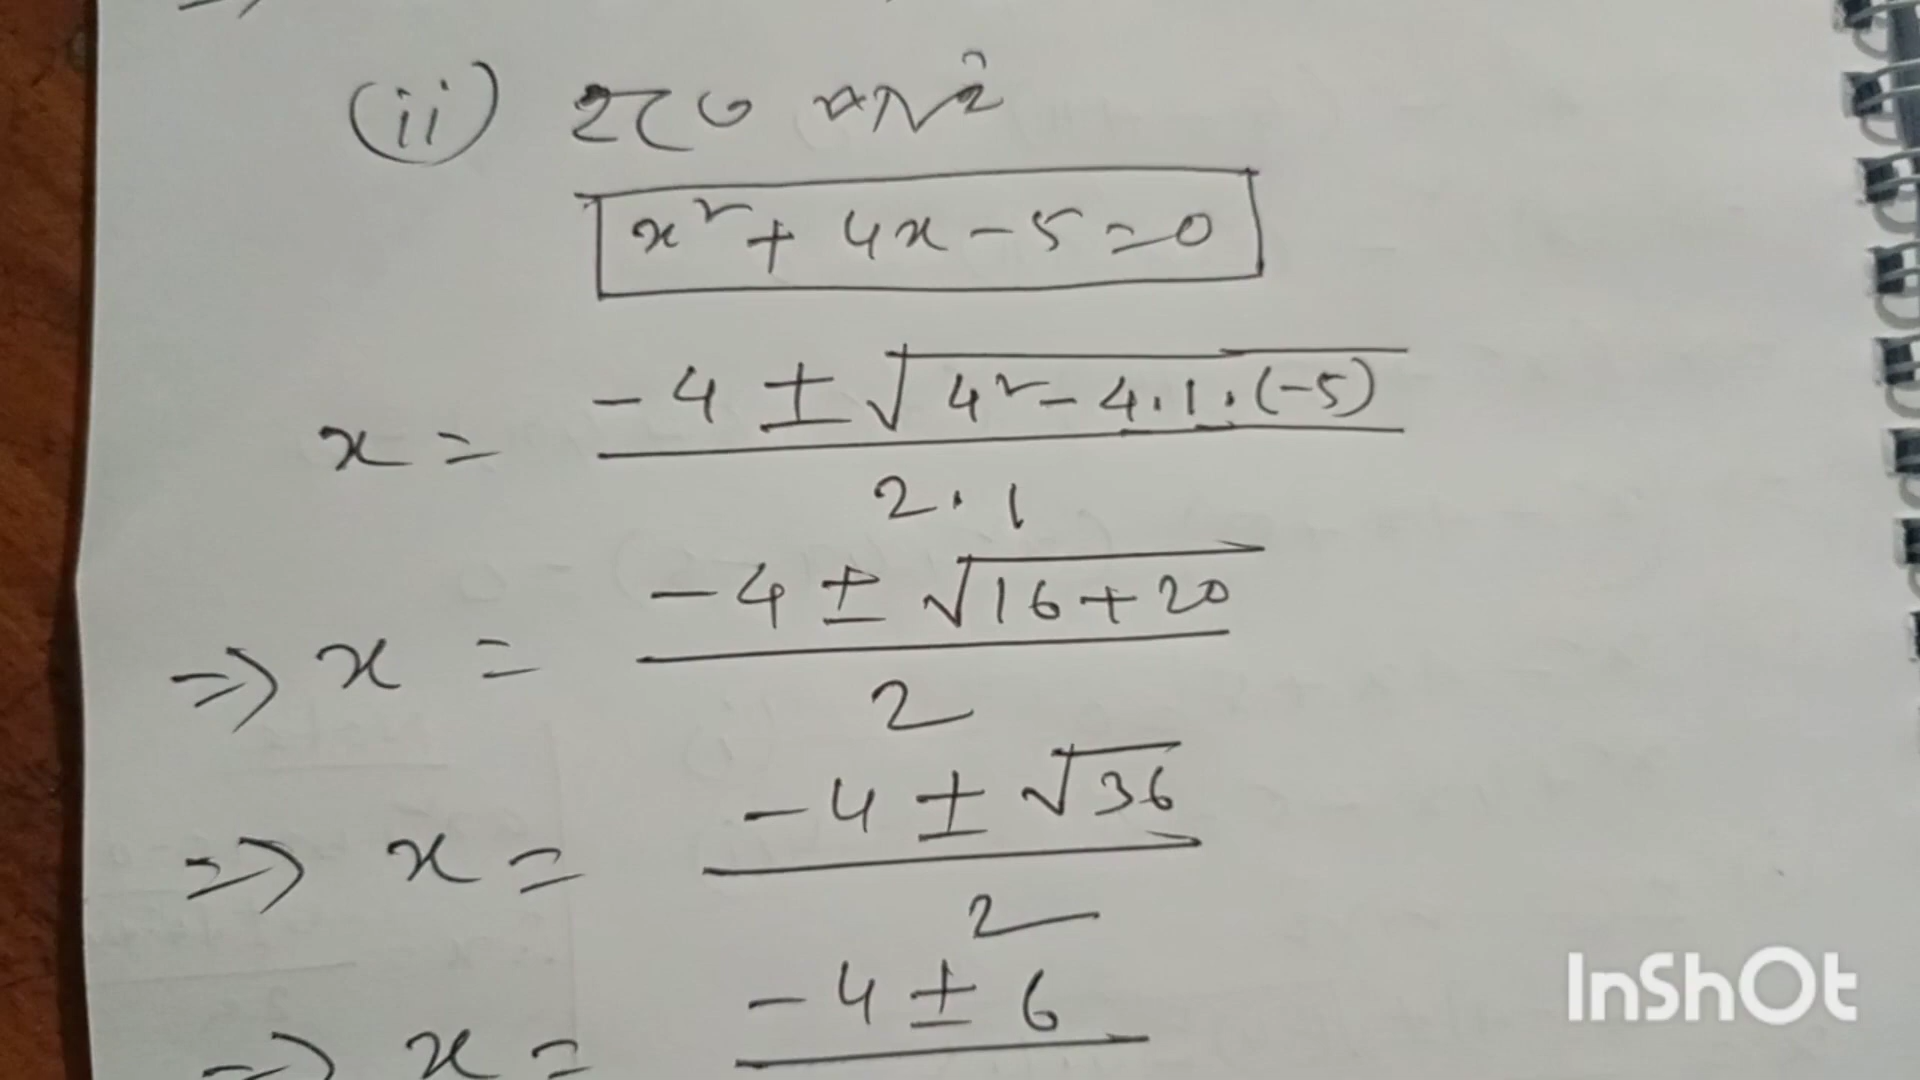 (ii) হতে পাই
x² + 4x - 5 = 0
x = (-4 ± √(4² - 4.1.(-5))) / 2.1
⇒ x = (-4 ± √(16+20)) / 2
⇒ x = (-4 ± √36) / 2
⇒ x = -4 ± 6
InShOt